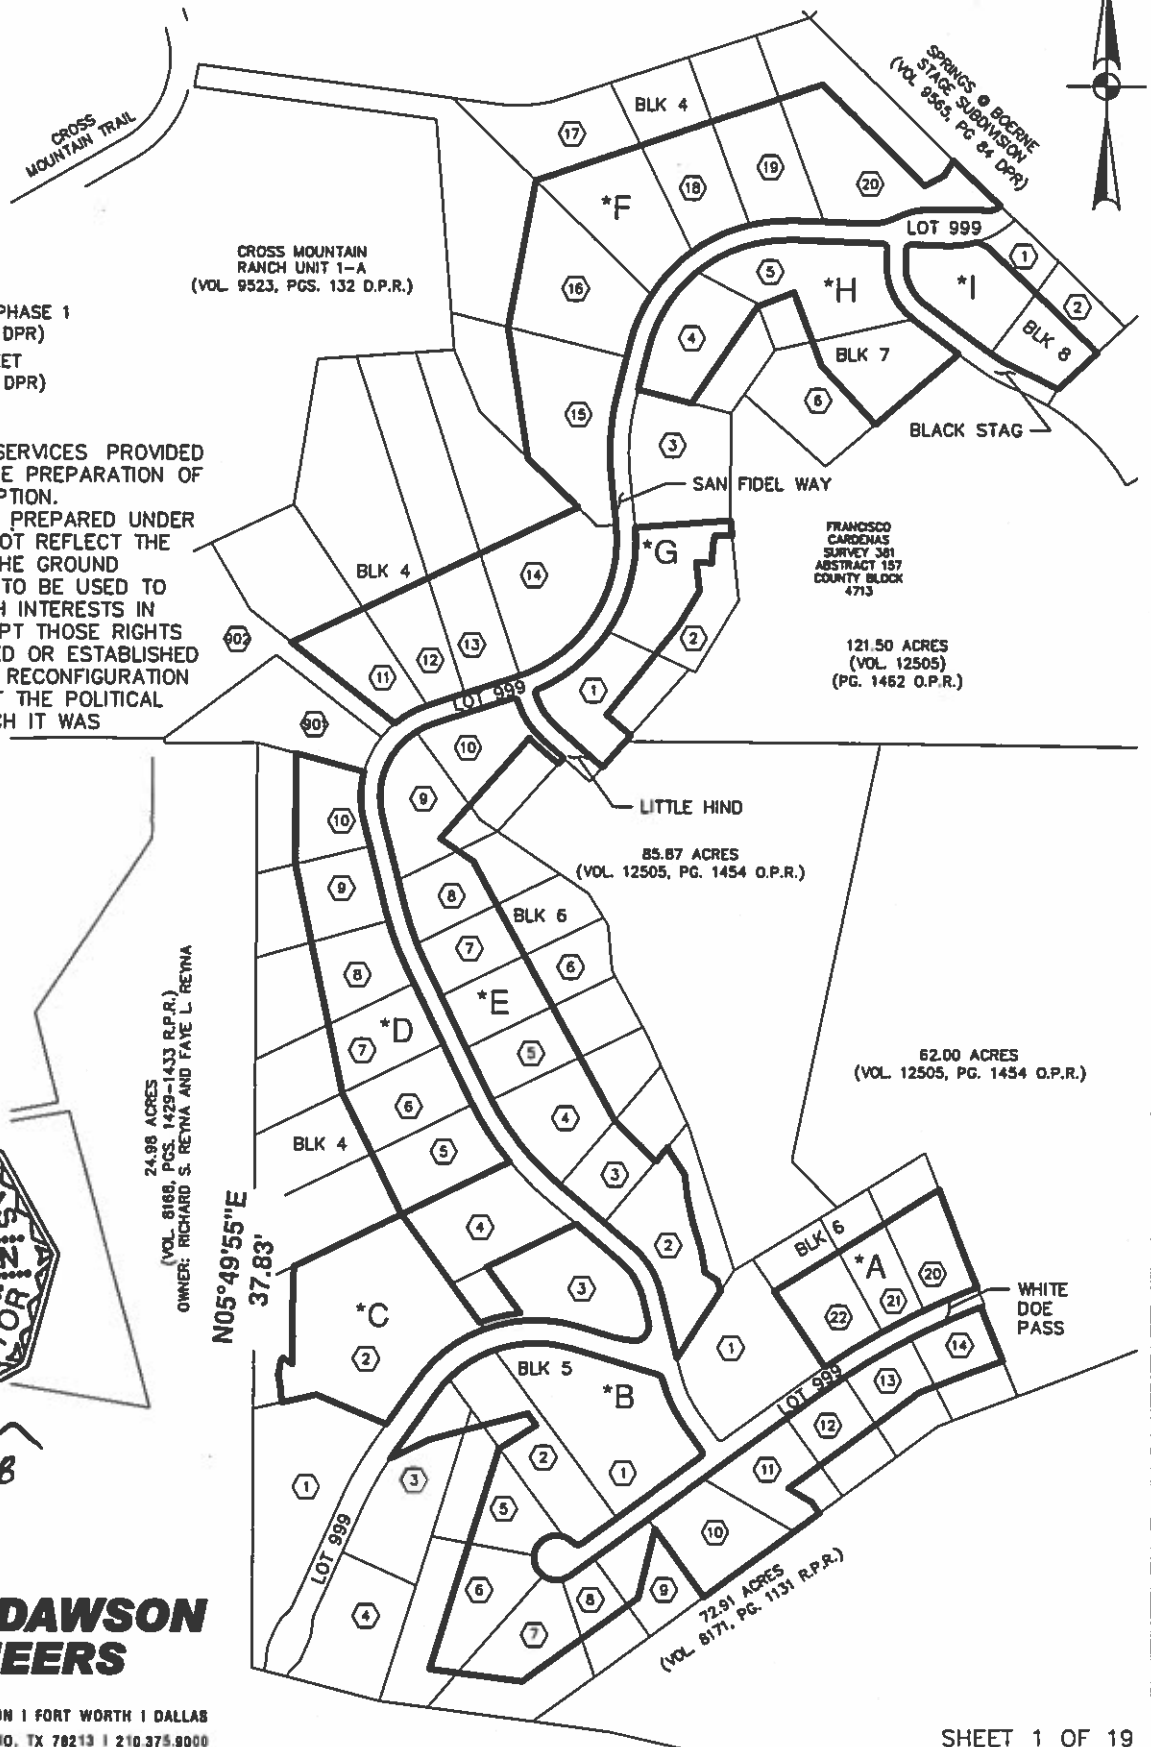 CROSS
MOUNTAIN TRAIL
SPRINGS @ BOERNE
STAGE SUBDIVISION
(VOL 9565, PG 84 DPR)
BLK 4
17
18
19
20
*F
LOT 999
CROSS MOUNTAIN
RANCH UNIT 1-A
(VOL. 9523, PGS. 132 D.P.R.)
16
5
*H
*I
1
2
BLK 8
PHASE 1
DPR)
ET
DPR)
4
BLK 7
6
15
BLACK STAG
3
SERVICES PROVIDED
E PREPARATION OF
PTION.
PREPARED UNDER
OT REFLECT THE
HE GROUND
TO BE USED TO
H INTERESTS IN
PT THOSE RIGHTS
ED OR ESTABLISHED
RECONFIGURATION
T THE POLITICAL
CH IT WAS
SAN FIDEL WAY
*G
FRANCISCO
CARDENAS
SURVEY 381
ABSTRACT 157
COUNTY BLOCK
4713
BLK 4
14
902
11
12
13
2
121.50 ACRES
(VOL. 12505)
(PG. 1462 O.P.R.)
1
LOT 999
901
10
LITTLE HIND
9
10
85.87 ACRES
(VOL. 12505, PG. 1454 O.P.R.)
9
8
BLK 6
7
6
8
*E
*D
7
5
62.00 ACRES
(VOL. 12505, PG. 1454 O.P.R.)
6
4
BLK 4
5
3
24.98 ACRES
(VOL. 8168, PGS. 1429-1433 R.P.R.)
OWNER: RICHARD S. REYNA AND FAYE L. REYNA
N05°49'55"E
37.83'
4
2
BLK 6
*A
20
21
22
WHITE
DOE
PASS
3
*C
2
1
14
BLK 5
*B
LOT 999
13
12
1
3
2
1
11
5
10
LOT 999
6
8
9
4
7
72.91 ACRES
(VOL. 8171, PG. 1131 R.P.R.)
S
N
TOR
B
DAWSON
EERS
ON | FORT WORTH | DALLAS
IO, TX 78213 | 210.375.9000
SHEET 1 OF 19